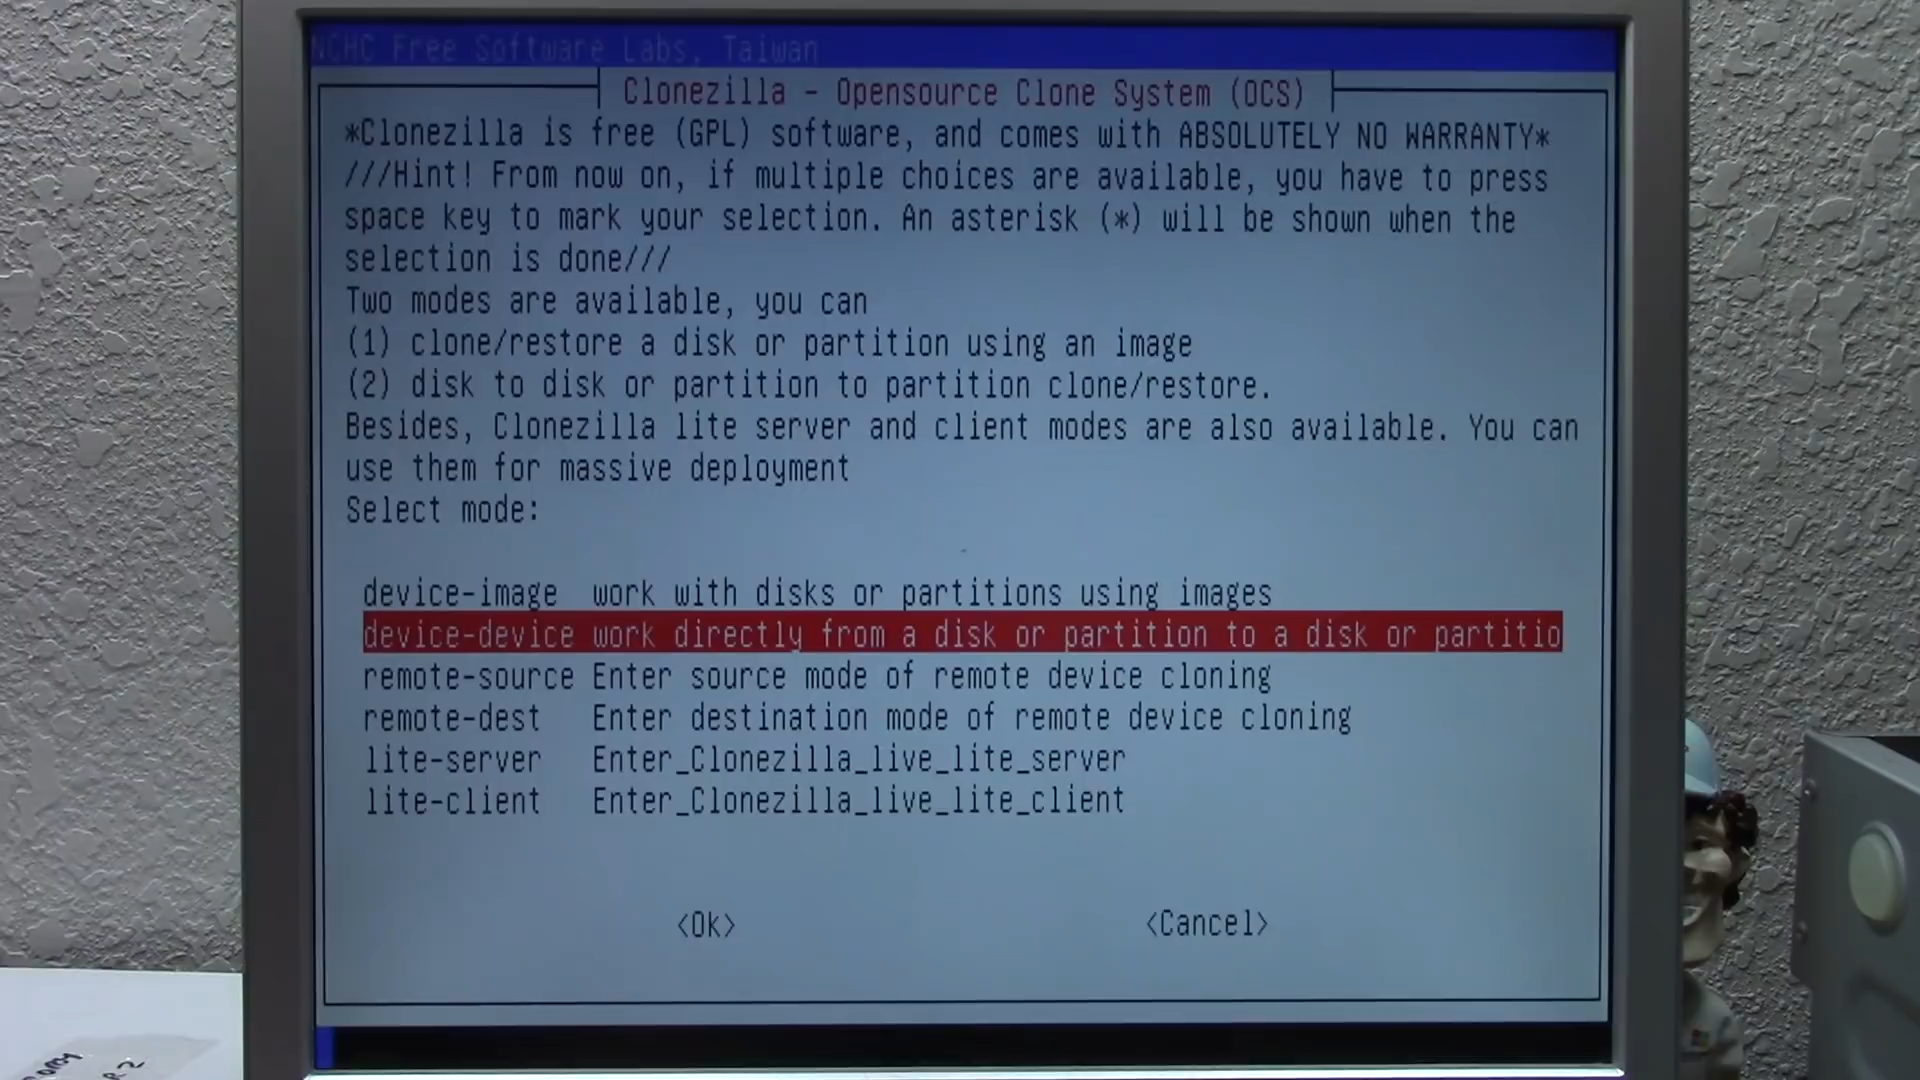 NCHC Free Software Labs, Taiwan
Clonezilla - Opensource Clone System (OCS)
*Clonezilla is free (GPL) software, and comes with ABSOLUTELY NO WARRANTY*
///Hint! From now on, if multiple choices are available, you have to press
space key to mark your selection. An asterisk (*) will be shown when the
selection is done///
Two modes are available, you can
(1) clone/restore a disk or partition using an image
(2) disk to disk or partition to partition clone/restore.
Besides, Clonezilla lite server and client modes are also available. You can
use them for massive deployment
Select mode:
device-image work with disks or partitions using images
device-device work directly from a disk or partition to a disk or partitio
remote-source Enter source mode of remote device cloning
remote-dest Enter destination mode of remote device cloning
lite-server Enter_Clonezilla_live_lite_server
lite-client Enter_Clonezilla_live_lite_client
<Ok> <Cancel>